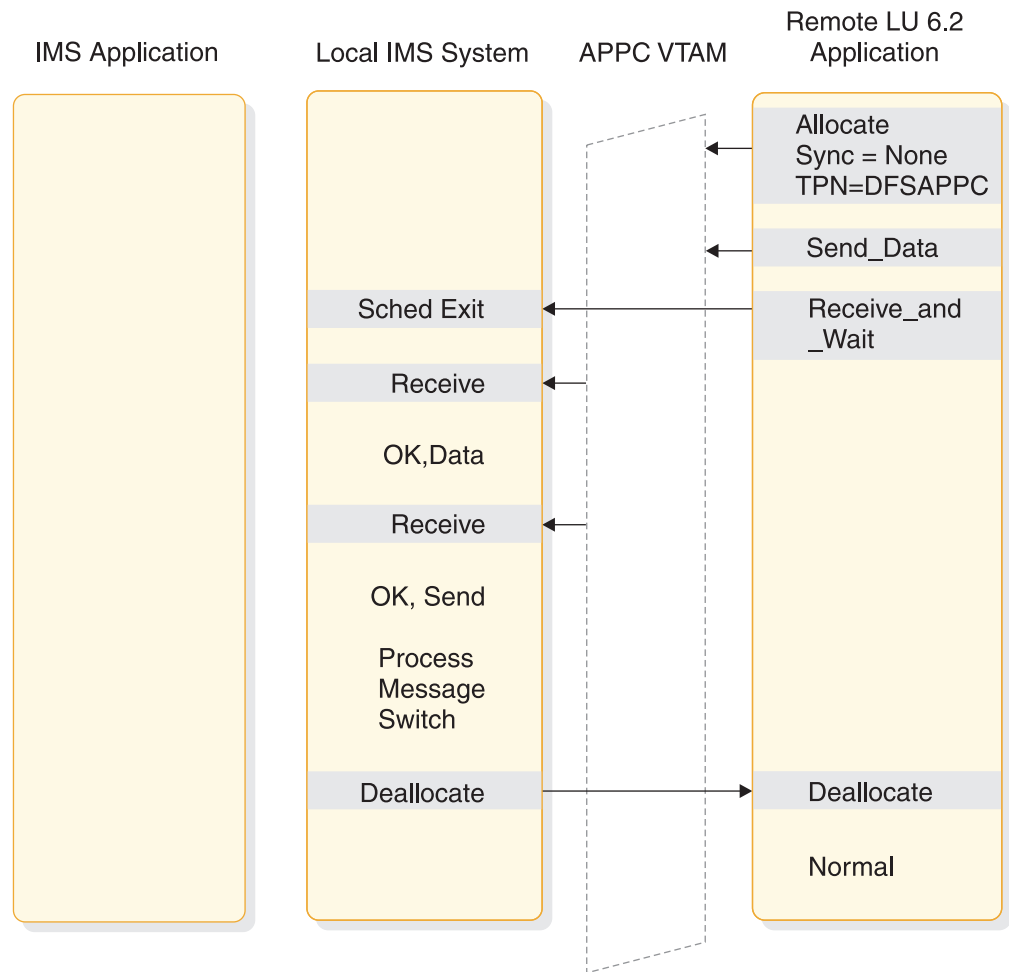 IMS Application
Local IMS System
APPC VTAM
Remote LU 6.2
Application
Allocate
Sync = None
TPN=DFSAPPC
Send_Data
Sched Exit
Receive_and
_Wait
Receive
OK,Data
Receive
OK, Send
Process
Message
Switch
Deallocate
Deallocate
Normal